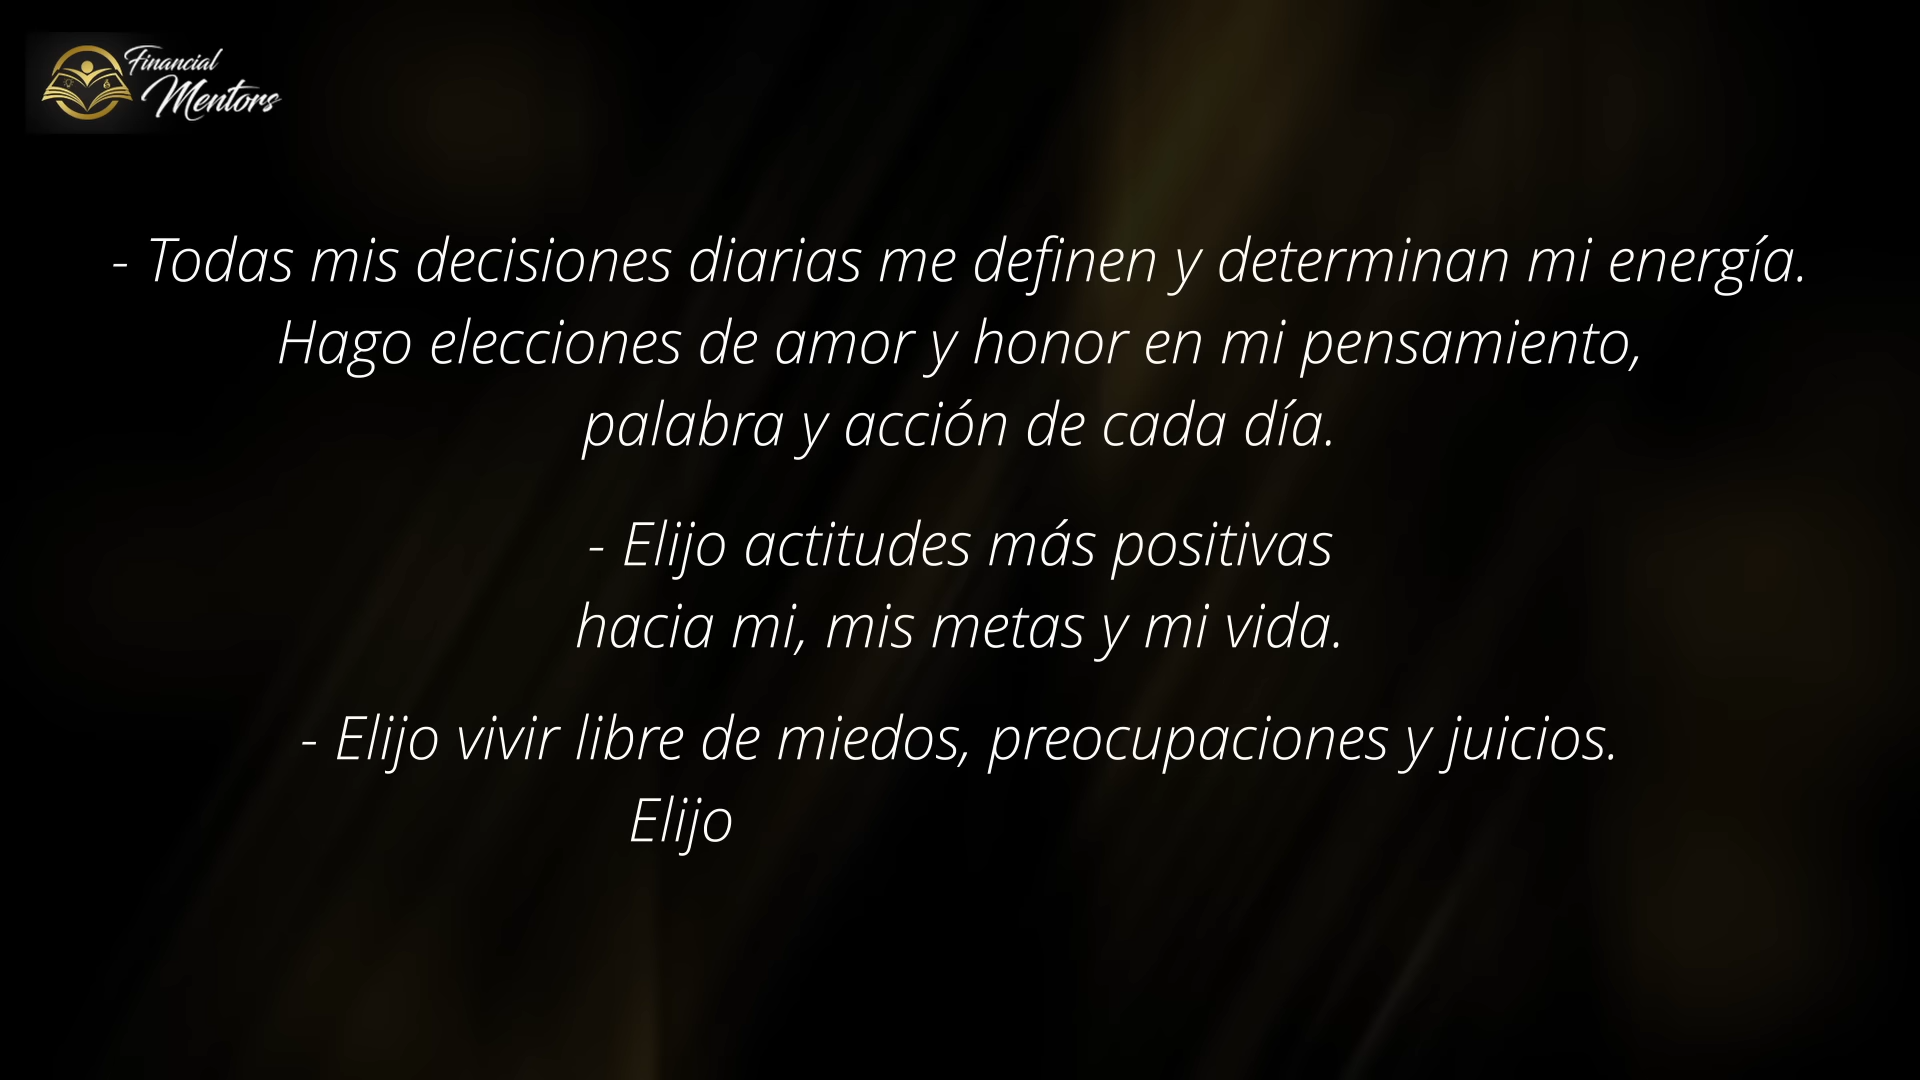 Financial
Mentors
- Todas mis decisiones diarias me definen y determinan mi energía.
Hago elecciones de amor y honor en mi pensamiento,
palabra y acción de cada día.
- Elijo actitudes más positivas
hacia mi, mis metas y mi vida.
- Elijo vivir libre de miedos, preocupaciones y juicios.
Elijo